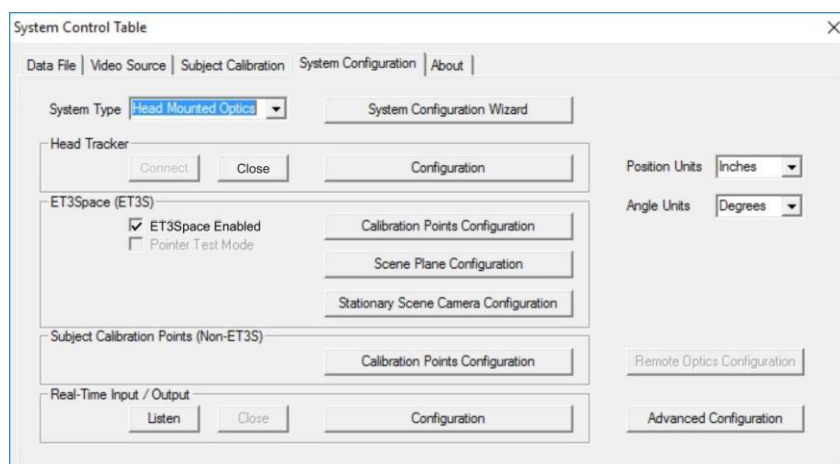 System Control Table
Data File Video Source Subject Calibration System Configuration About
System Type Head Mounted Optics System Configuration Wizard
Head Tracker
Connect Close Configuration Position Units Inches
ET3Space (ET3S) Angle Units Degrees
ET3Space Enabled Calibration Points Configuration
Pointer Test Mode
Scene Plane Configuration
Stationary Scene Camera Configuration
Subject Calibration Points (Non-ET3S)
Calibration Points Configuration Remote Optics Configuration
Real-Time Input / Output
Listen Close Configuration Advanced Configuration